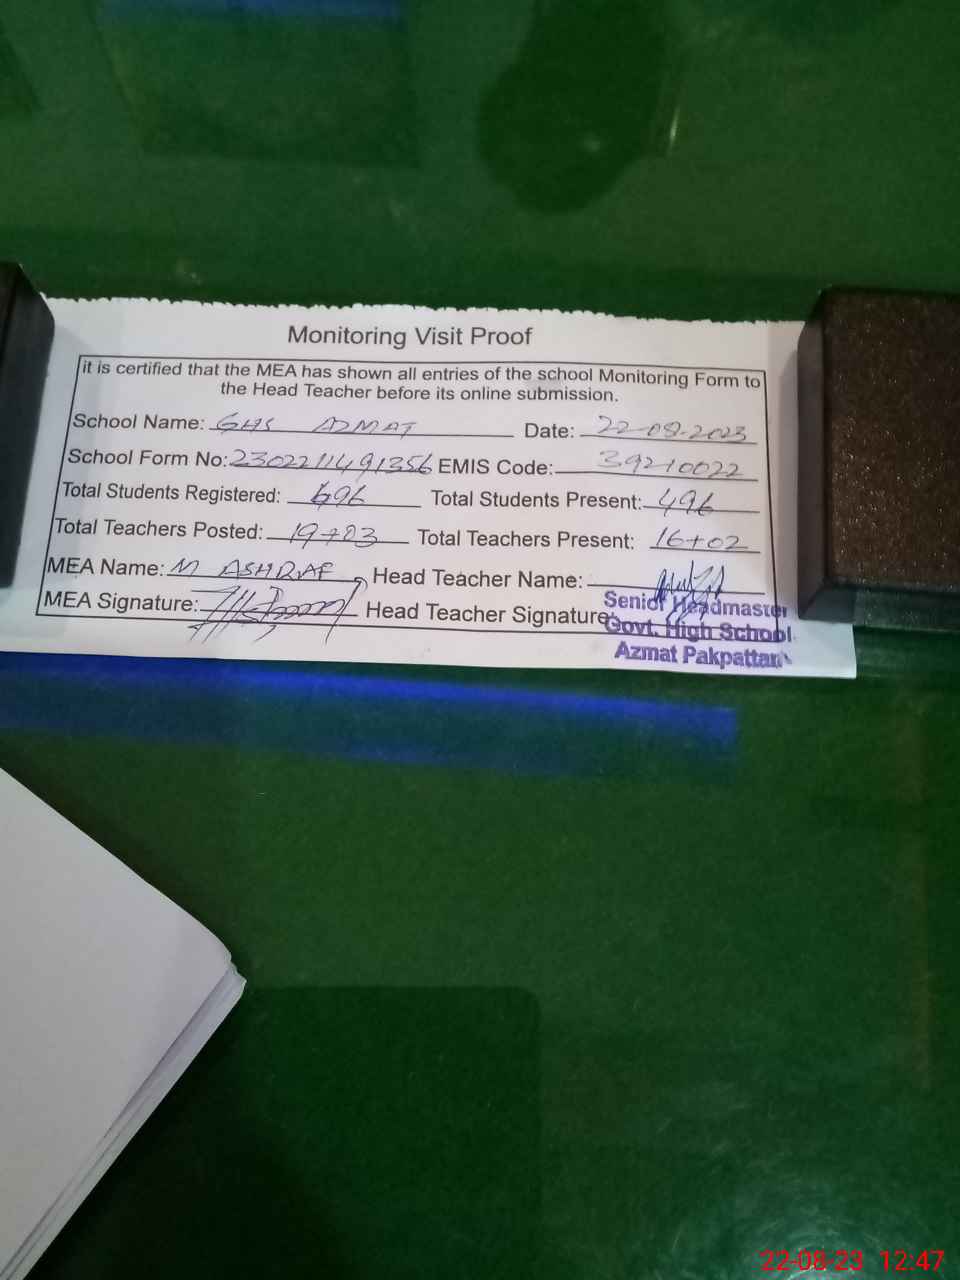 Monitoring Visit Proof
it is certified that the MEA has shown all entries of the school Monitoring Form to
the Head Teacher before its online submission.
School Name: GHS AZMAT Date: 22-08-2023
School Form No: 2302211491356 EMIS Code: 39210022
Total Students Registered: 696 Total Students Present: 496
Total Teachers Posted: 19+03 Total Teachers Present: 16+02
MEA Name: M ASHRAF Head Teacher Name:
MEA Signature: Head Teacher Signature:
Senior Headmaster
Govt. High School
Azmat Pakpattan
22-08-23 12:47